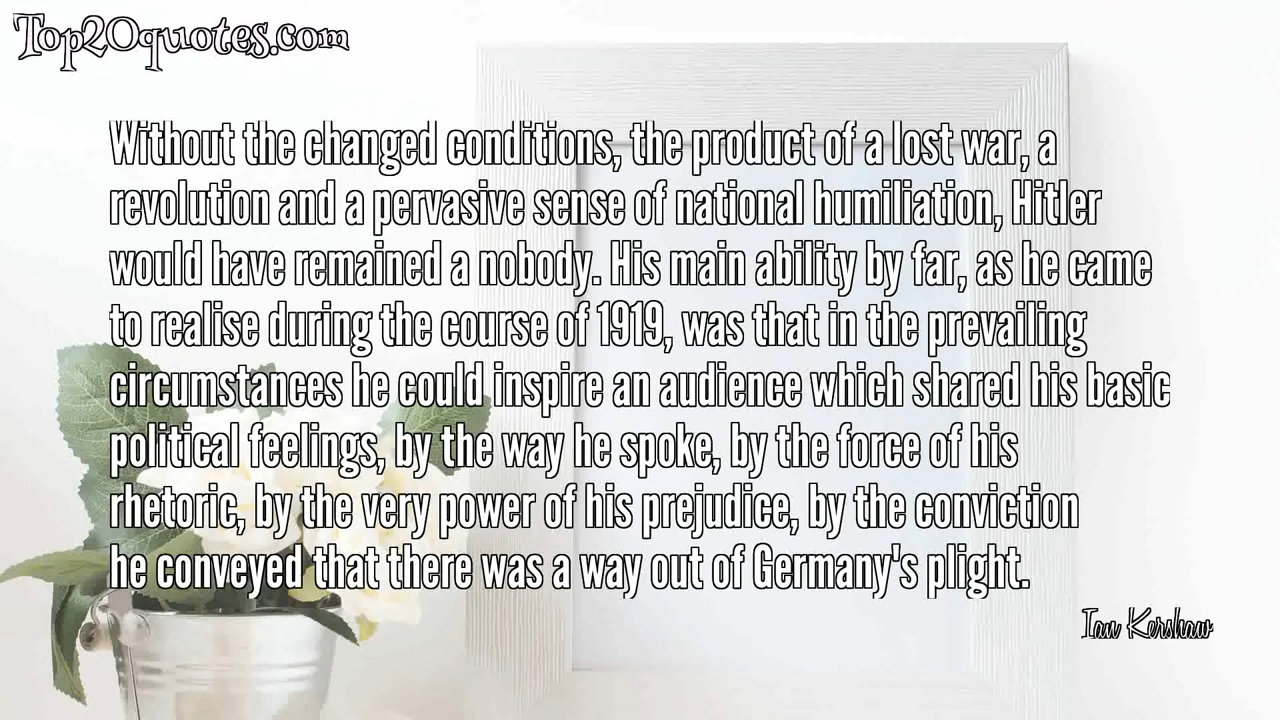 Top20quotes.com
Without the changed conditions, the product of a lost war, a
revolution and a pervasive sense of national humiliation, Hitler
would have remained a nobody. His main ability by far, as he came
to realise during the course of 1919, was that in the prevailing
circumstances he could inspire an audience which shared his basic
political feelings, by the way he spoke, by the force of his
rhetoric, by the very power of his prejudice, by the conviction
he conveyed that there was a way out of Germany's plight.
Ian Kershaw